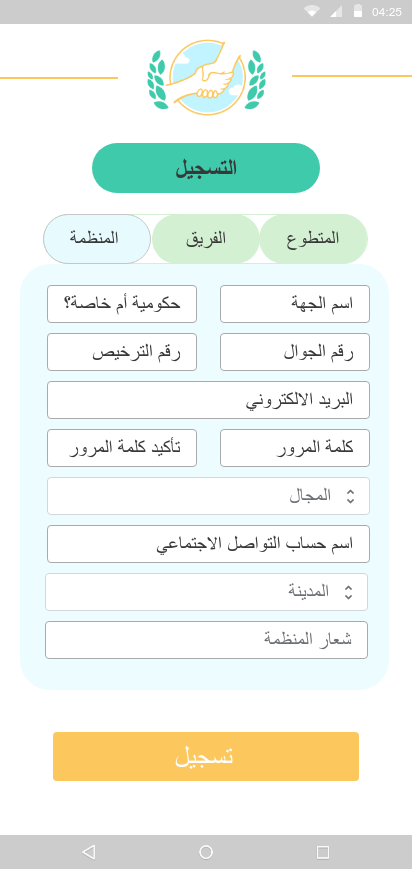 04:25
التسجيل
المتطوع
الفريق
المنظمة
اسم الجهة
حكومية أم خاصة؟
رقم الجوال
رقم الترخيص
البريد الالكتروني
كلمة المرور
تأكيد كلمة المرور
المجال
اسم حساب التواصل الاجتماعي
المدينة
شعار المنظمة
تسجيل